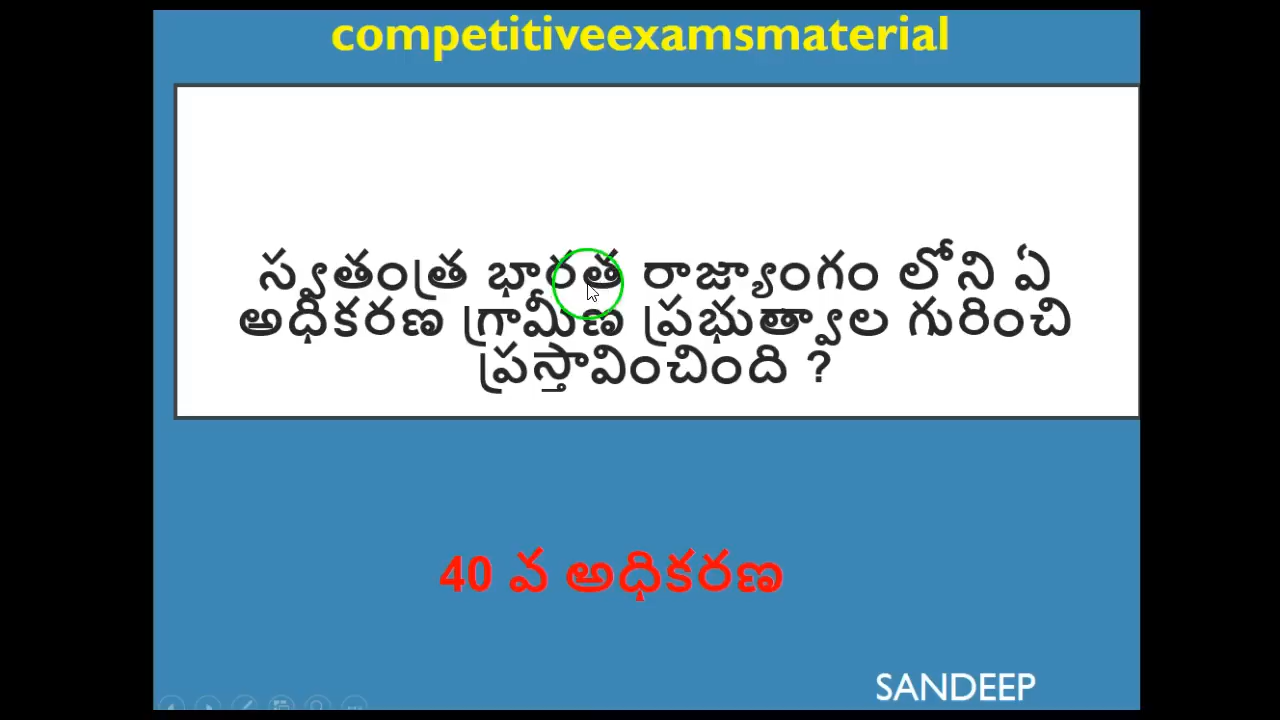 competitiveexamsmaterial
స్వతంత్ర భారత రాజ్యాంగం లోని ఏ
అధికరణ గ్రామీణ ప్రభుత్వాల గురించి
ప్రస్తావించింది ?
40 వ అధికరణ
SANDEEP